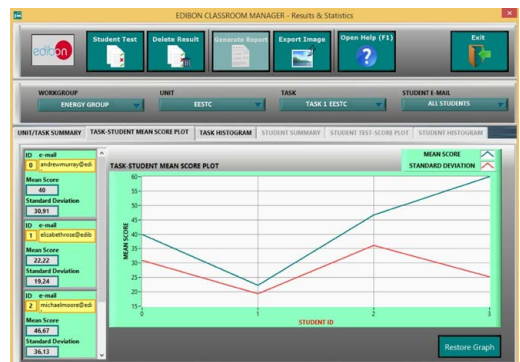 EDIBON CLASSROOM MANAGER - Results & Statistics
edibon
Student Test
Delete Result
Generate Report
Export Image
Open Help (F1)
Exit
WORKGROUP
UNIT
TASK
STUDENT E-MAIL
ENERGY GROUP
EESTC
TASK 1 EESTC
ALL STUDENTS
UNIT/TASK SUMMARY
TASK-STUDENT MEAN SCORE PLOT
TASK HISTOGRAM
STUDENT SUMMARY
STUDENT TEST-SCORE PLOT
STUDENT HISTOGRAM
ID e-mail
0 andrewmurray@edi
Mean Score
40
Standard Deviation
30,91
ID e-mail
1 elizabethrose@edib
Mean Score
22,22
Standard Deviation
19,24
ID e-mail
2 michaelmoore@edi
Mean Score
46,67
Standard Deviation
36,13
TASK-STUDENT MEAN SCORE PLOT
MEAN SCORE
STANDARD DEVIATION
MEAN SCORE
60
55
50
45
40
35
30
25
20
15
0
1
2
3
STUDENT ID
Restore Graph